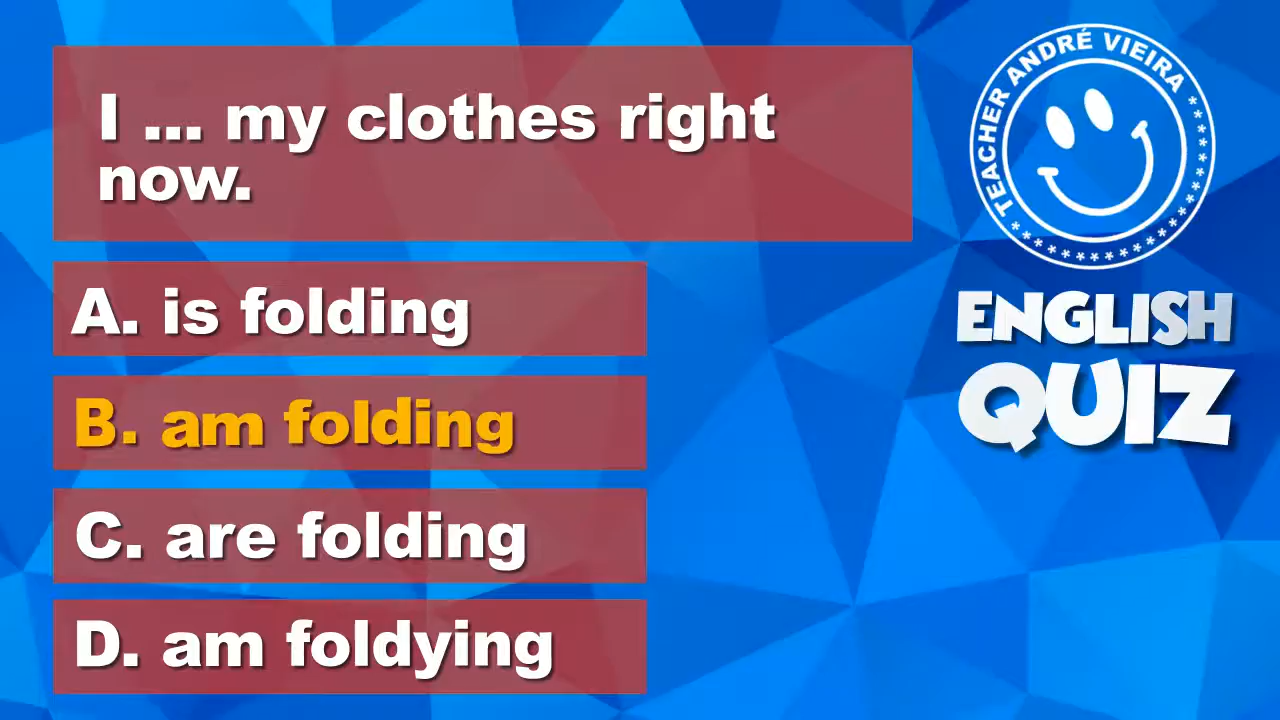 I ... my clothes right
now.
A. is folding
B. am folding
C. are folding
D. am foldying
TEACHER ANDRÉ VIEIRA
ENGLISH
QUIZ